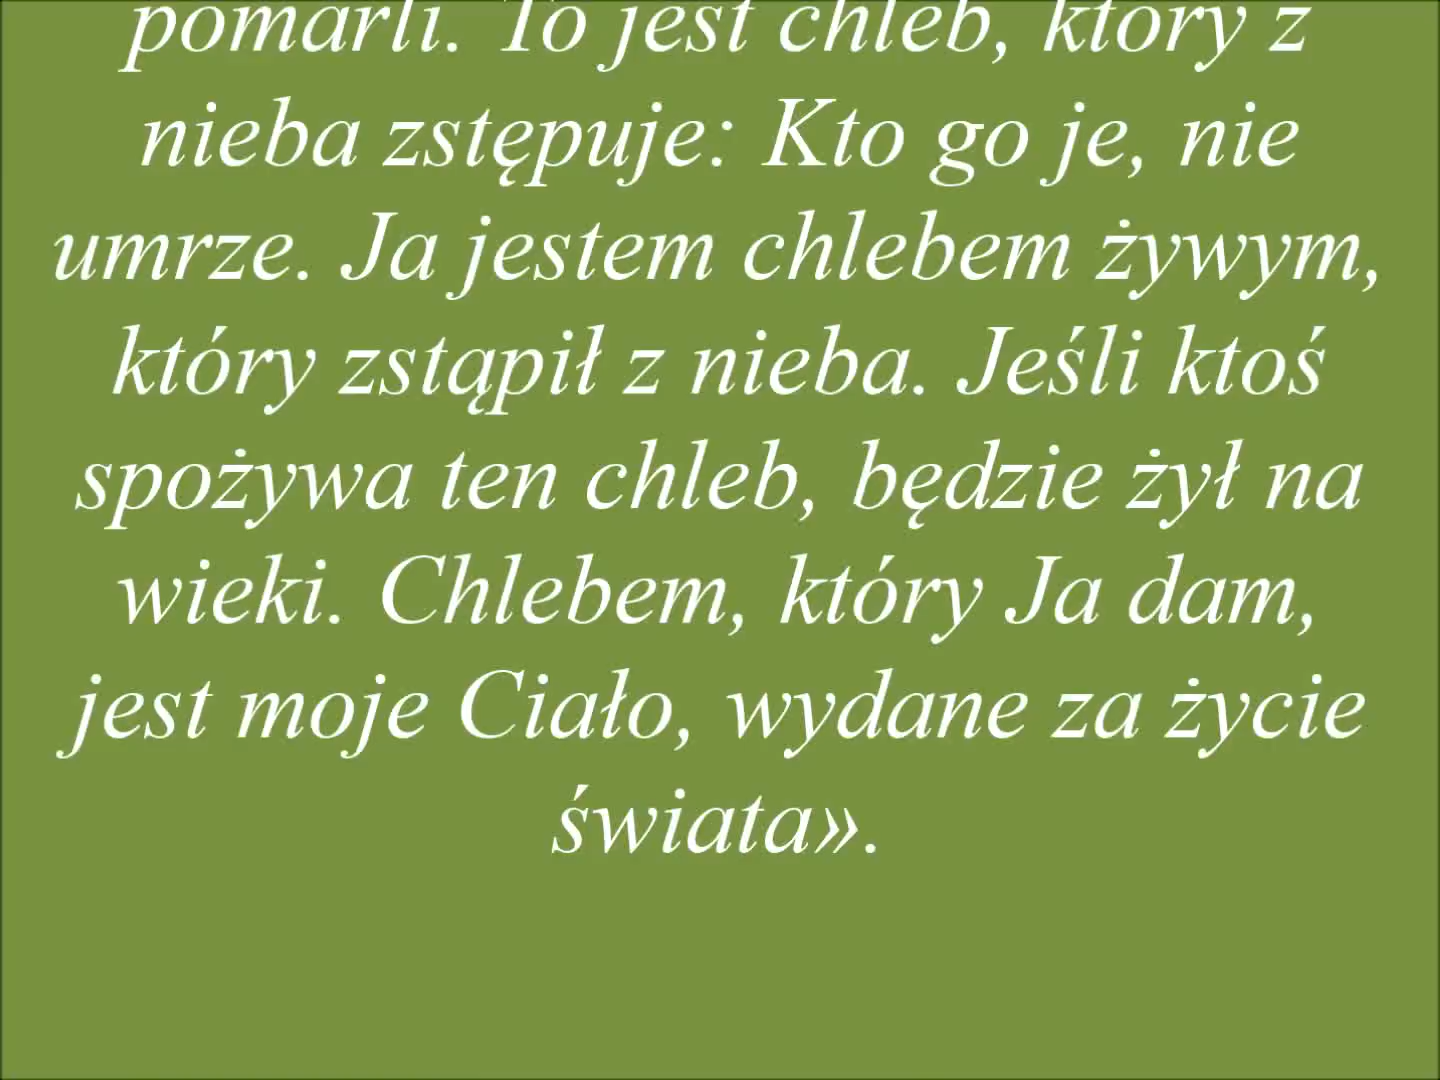 pomarli. To jest chleb, który z
nieba zstępuje: Kto go je, nie
umrze. Ja jestem chlebem żywym,
który zstąpił z nieba. Jeśli ktoś
spożywa ten chleb, będzie żył na
wieki. Chlebem, który Ja dam,
jest moje Ciało, wydane za życie
świata».